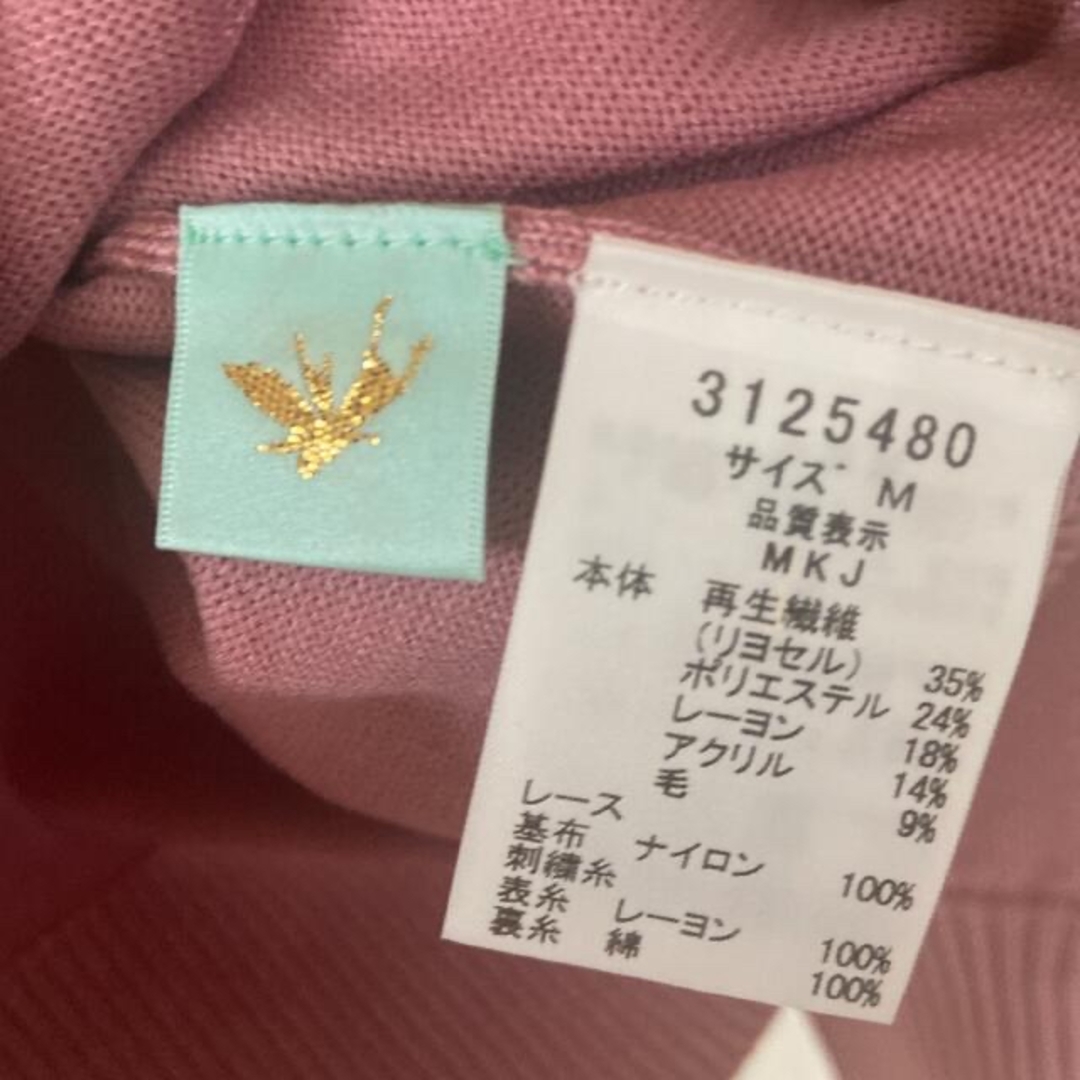 3125480
サイズ M
品質表示
MKJ
本体 再生繊維
(リヨセル) 35%
ポリエステル 24%
レーヨン 18%
アクリル 14%
毛 9%
レース
基布 ナイロン 100%
刺繍糸
表糸 レーヨン 100%
裏糸 綿 100%